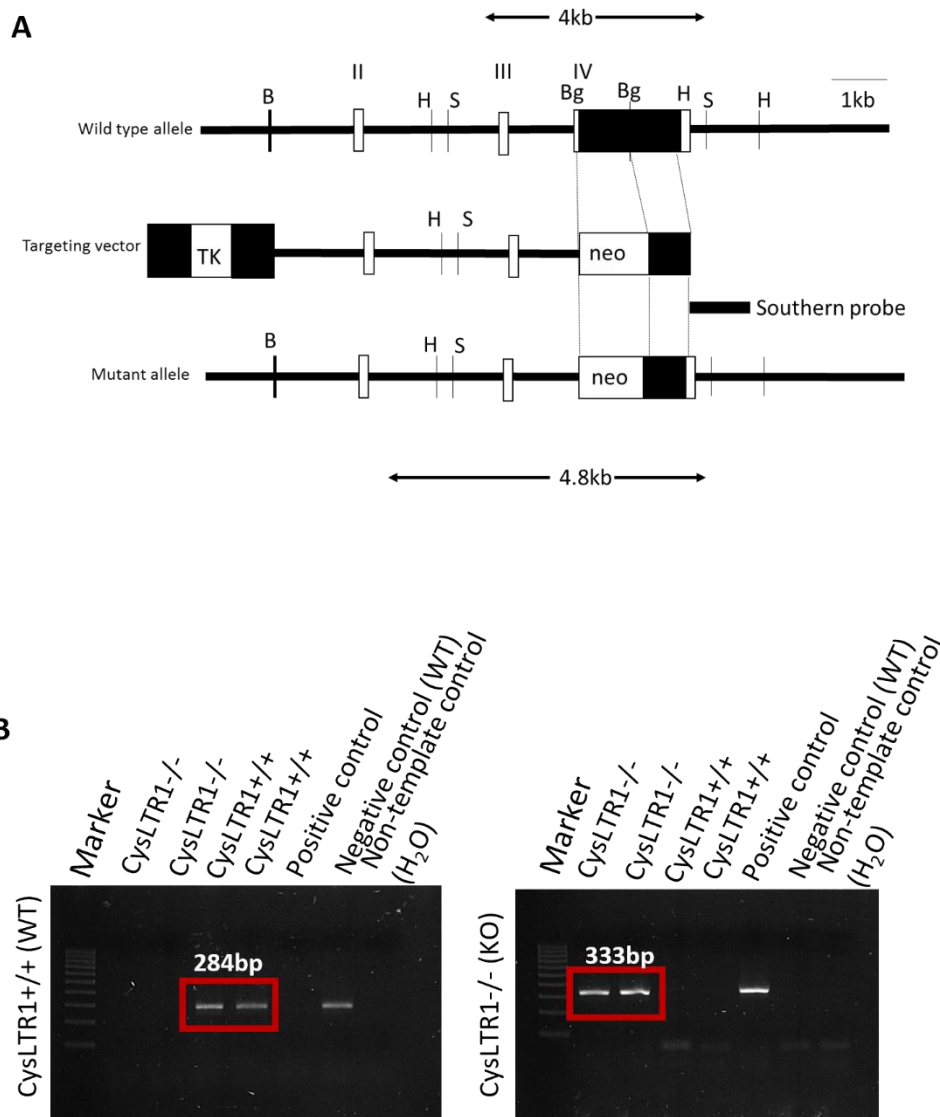 A
4kb
II III IV
B H S Bg Bg H S H
1kb
Wild type allele
H S
Targeting vector TK neo
Southern probe
B H S
Mutant allele neo
4.8kb
B
Marker
CysLTR1-/-
CysLTR1-/-
CysLTR1+/+
CysLTR1+/+
Positive control
Negative control (WT)
Non-template control
(H₂O)
CysLTR1+/+ (WT)
284bp
Marker
CysLTR1-/-
CysLTR1-/-
CysLTR1+/+
CysLTR1+/+
Positive control
Negative control (WT)
Non-template control
(H₂O)
CysLTR1-/- (KO)
333bp